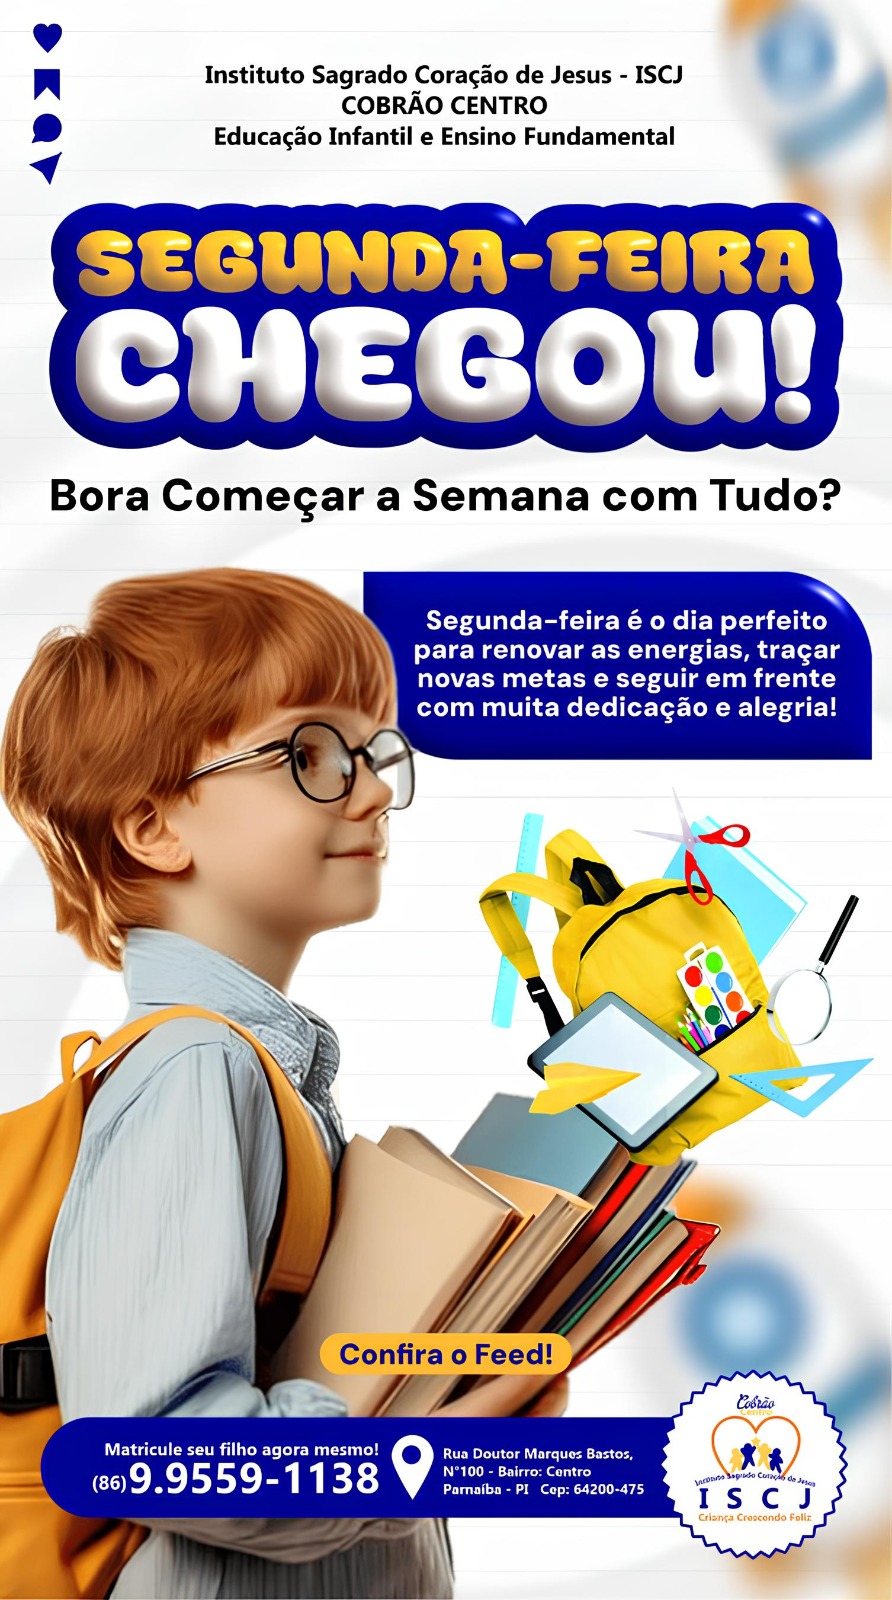 Instituto Sagrado Coração de Jesus - ISCJ
COBRÃO CENTRO
Educação Infantil e Ensino Fundamental
SEGUNDA-FEIRA
CHEGOU!
Bora Começar a Semana com Tudo?
Segunda-feira é o dia perfeito
para renovar as energias, traçar
novas metas e seguir em frente
com muita dedicação e alegria!
Confira o Feed!
Matricule seu filho agora mesmo!
(86)9.9559-1138
Rua Doutor Marques Bastos,
N°100 - Bairro: Centro
Parnaíba - PI Cep: 64200-475
Cobrão
Centro
Instituto Sagrado Coração de Jesus
ISCJ
Criança Crescendo Feliz